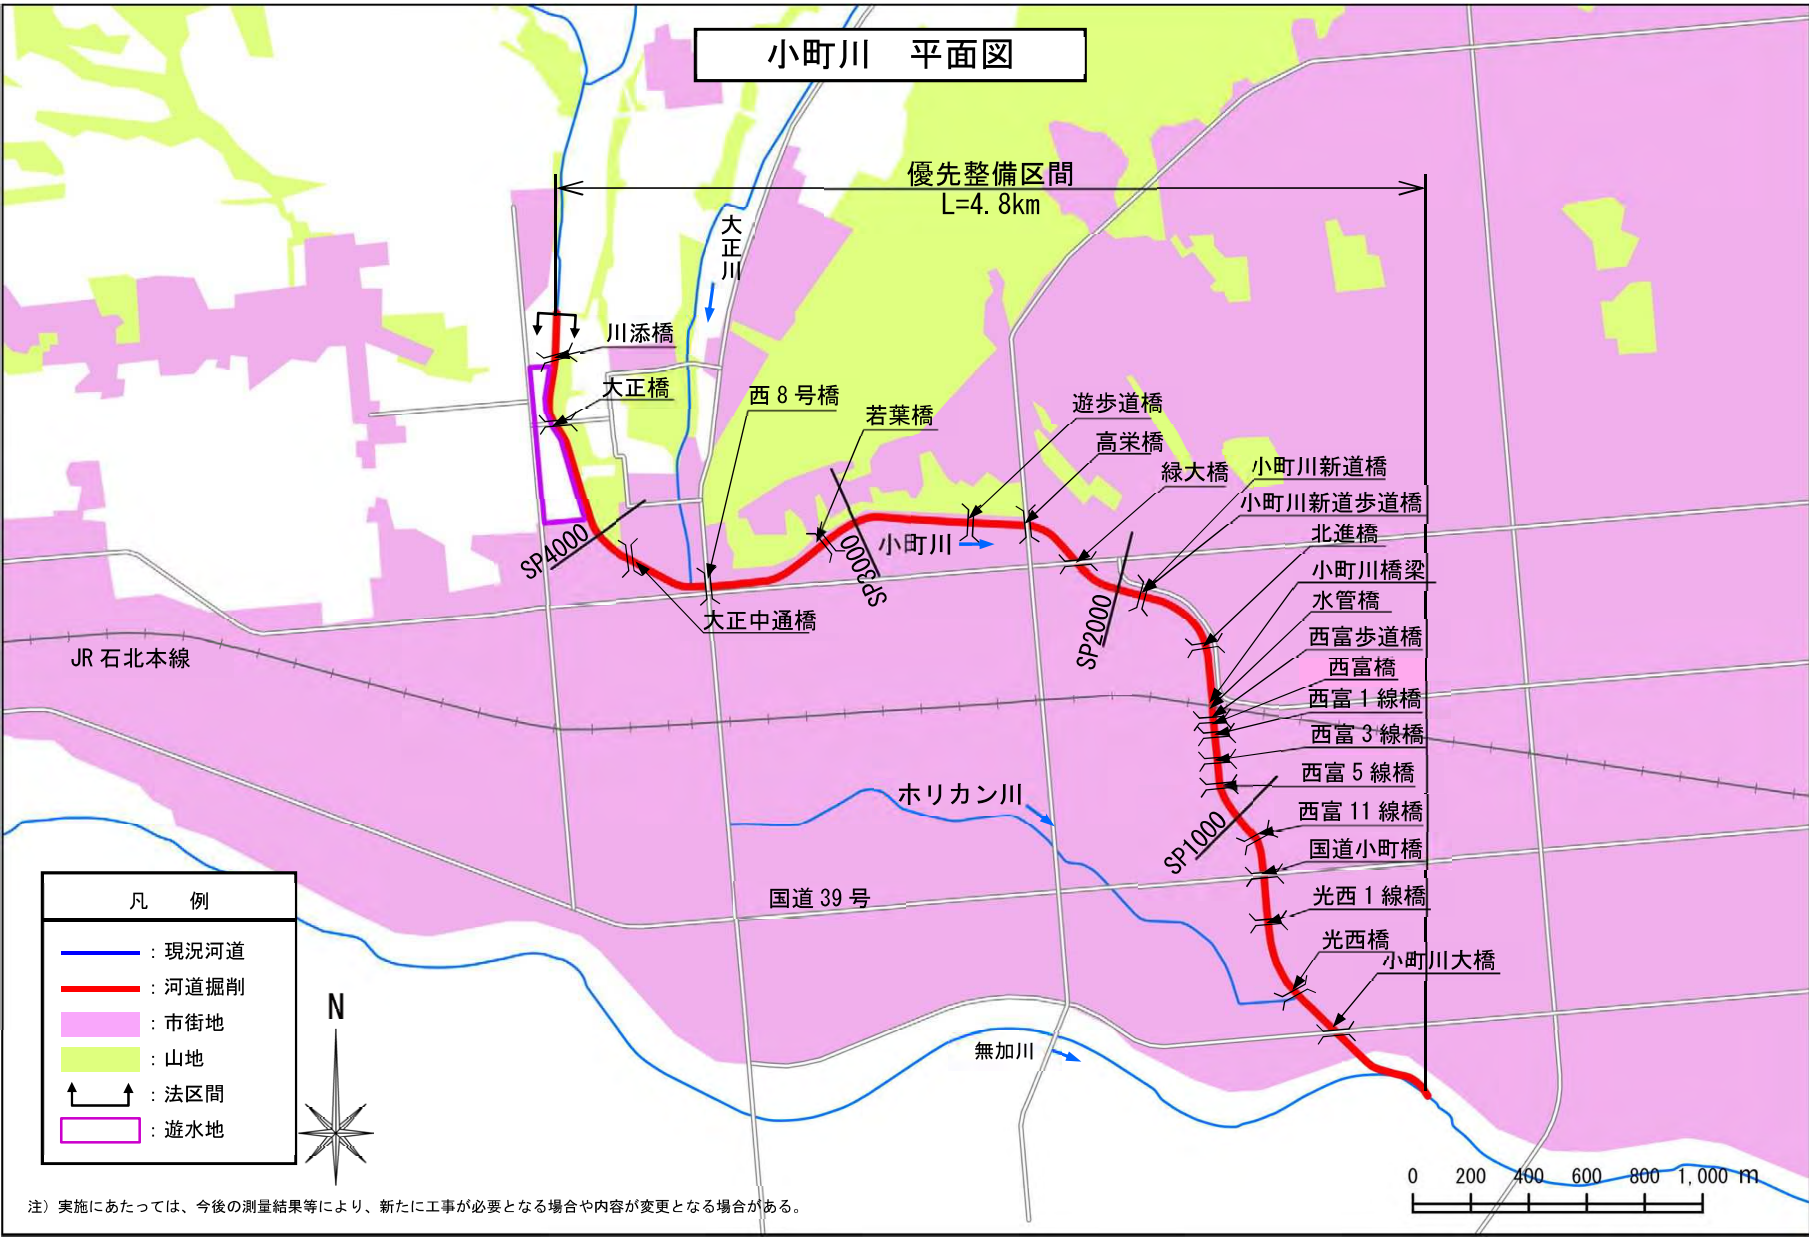 小町川　平面図
優先整備区間
L=4.8km
大正川
川添橋
大正橋
西8号橋
若葉橋
遊歩道橋
高栄橋
緑大橋
小町川新道橋
小町川新道歩道橋
北進橋
小町川橋梁
水管橋
西富歩道橋
西富橋
西富1線橋
西富3線橋
西富5線橋
西富11線橋
国道小町橋
光西1線橋
光西橋
小町川大橋
SP4000
SP3000
小町川
SP2000
SP1000
大正中通橋
JR石北本線
ホリカン川
国道39号
無加川
凡　例
：現況河道
：河道掘削
：市街地
：山地
：法区間
：遊水地
N
0 200 400 600 800 1,000 m
注）実施にあたっては、今後の測量結果等により、新たに工事が必要となる場合や内容が変更となる場合がある。